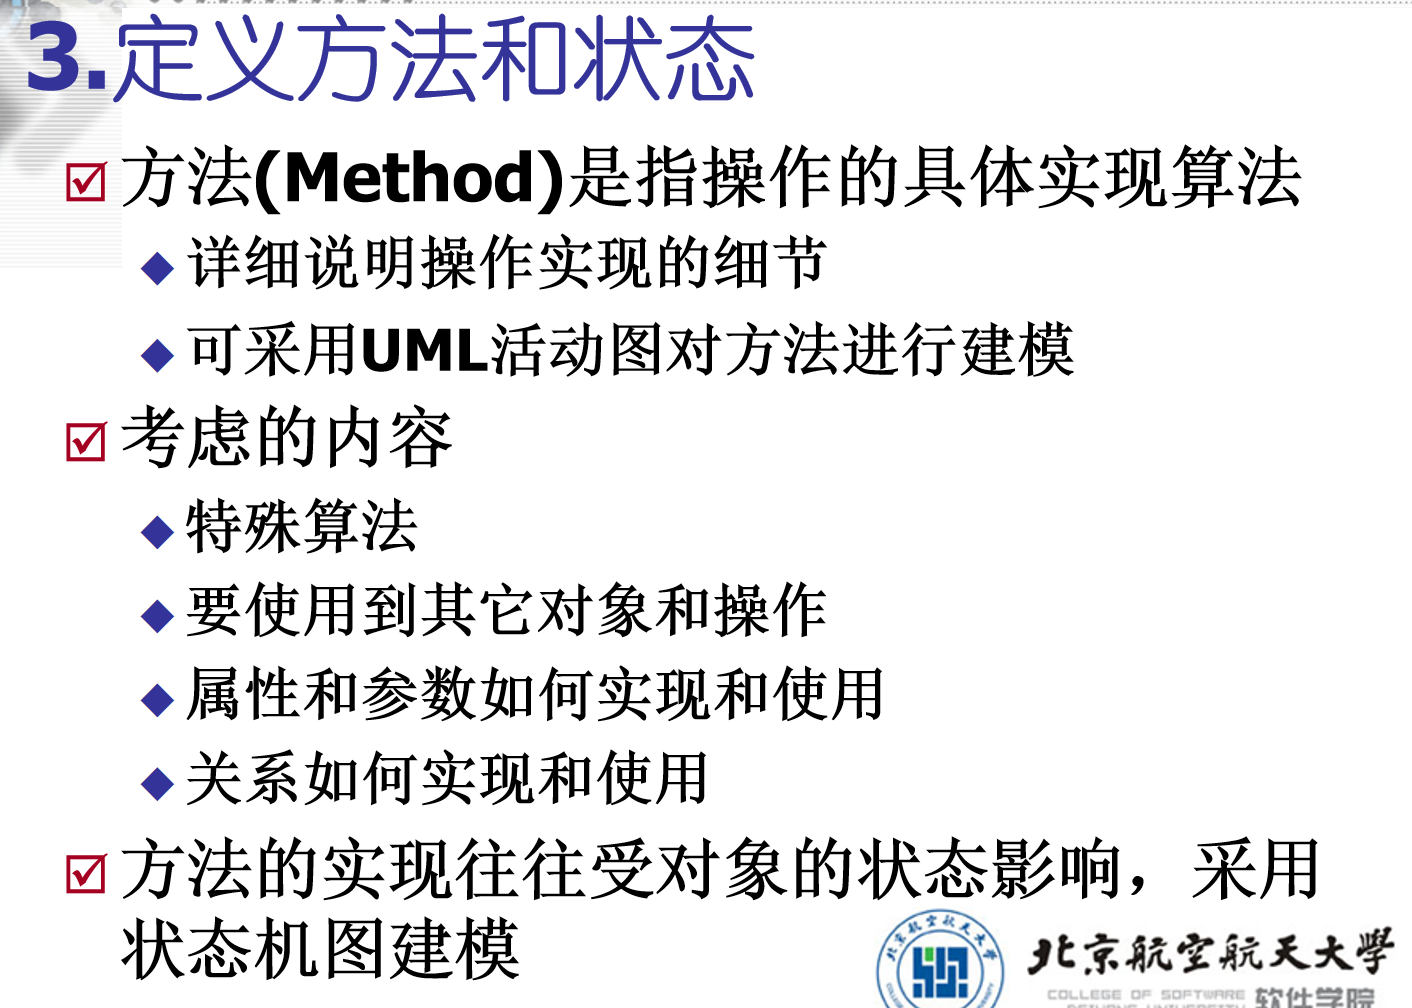 3.定义方法和状态
方法(Method)是指操作的具体实现算法
详细说明操作实现的细节
可采用UML活动图对方法进行建模
考虑的内容
特殊算法
要使用到其它对象和操作
属性和参数如何实现和使用
关系如何实现和使用
方法的实现往往受对象的状态影响，采用
状态机图建模
北京航空航天大學
COLLEGE OF SOFTWARE 软件学院